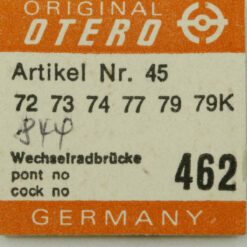 ORIGINAL
OTERO
Artikel Nr. 45
72 73 74 77 79 79K
844
Wechselradbrücke
pont no
cock no
462
GERMANY